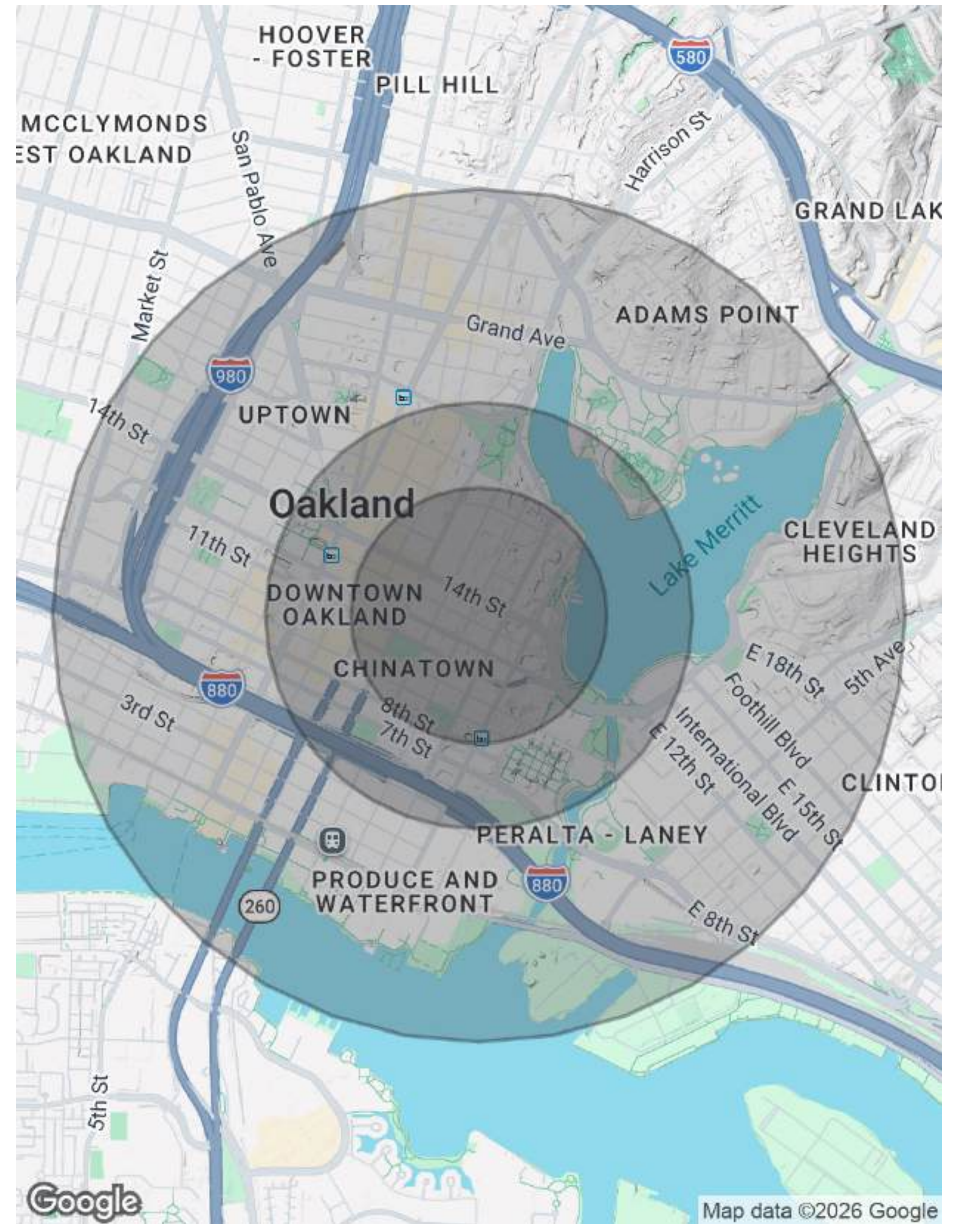 HOOVER
- FOSTER
PILL HILL
580
MCCLYMONDS
EST OAKLAND
San Pablo Ave
Harrison St
GRAND LAK
Market St
ADAMS POINT
Grand Ave
980
UPTOWN
14th St
Oakland
11th St
Lake Merritt
CLEVELAND
HEIGHTS
DOWNTOWN
OAKLAND
14th St
CHINATOWN
E 18th St
5th Ave
880
8th St
7th St
3rd St
Foothill Blvd
International Blvd
E 12th St
E 15th St
CLINTO
PERALTA - LANEY
PRODUCE AND
WATERFRONT
880
260
E 8th St
5th St
Google
Map data ©2026 Google